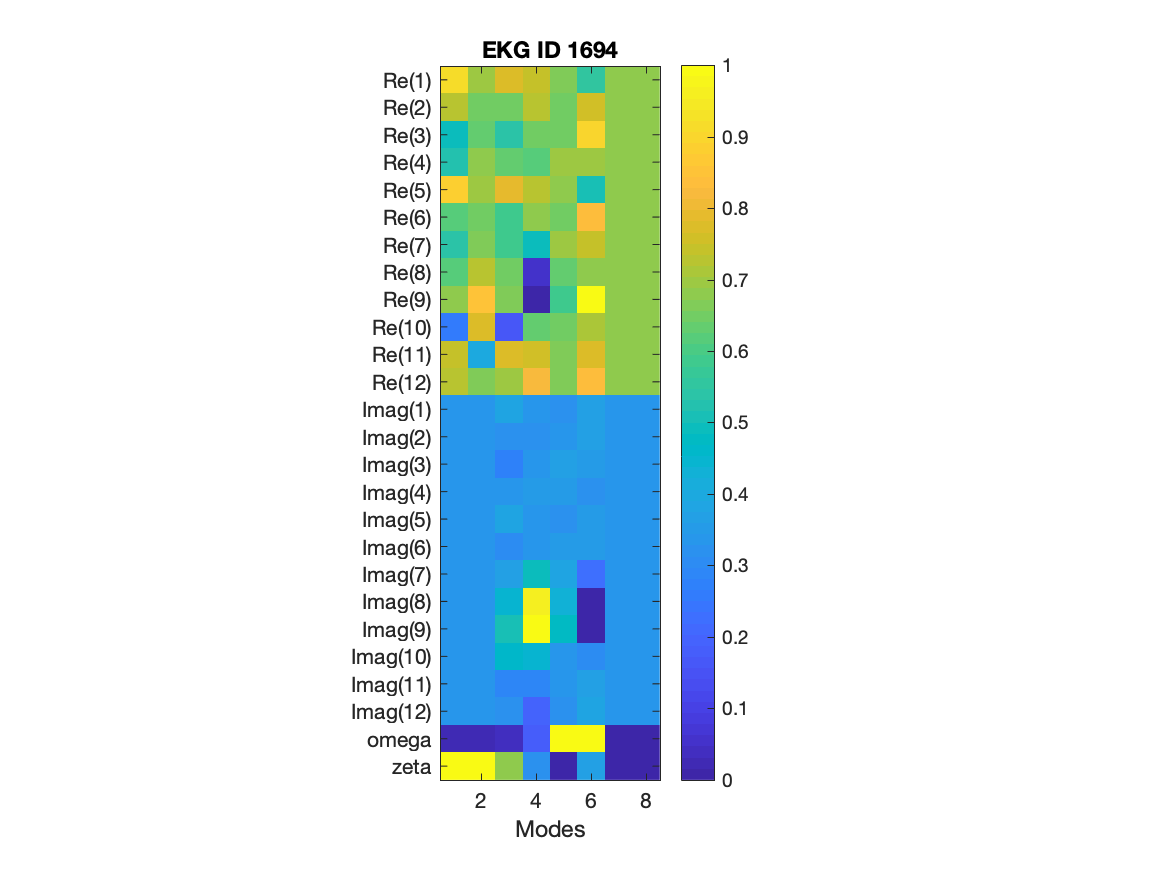 EKG ID 1694
Re(1)
Re(2)
Re(3)
Re(4)
Re(5)
Re(6)
Re(7)
Re(8)
Re(9)
Re(10)
Re(11)
Re(12)
Imag(1)
Imag(2)
Imag(3)
Imag(4)
Imag(5)
Imag(6)
Imag(7)
Imag(8)
Imag(9)
Imag(10)
Imag(11)
Imag(12)
omega
zeta
2 4 6 8
Modes
1
0.9
0.8
0.7
0.6
0.5
0.4
0.3
0.2
0.1
0